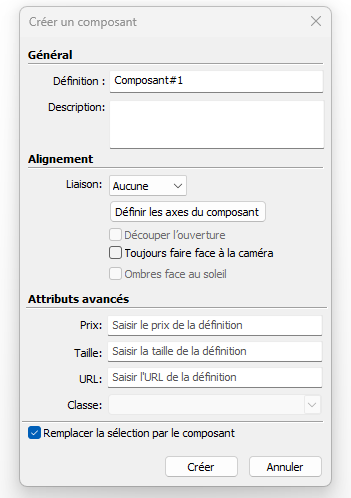 Créer un composant
Général
Définition : Composant#1
Description:
Alignement
Liaison: Aucune
Définir les axes du composant
Découper l'ouverture
Toujours faire face à la caméra
Ombres face au soleil
Attributs avancés
Prix: Saisir le prix de la définition
Taille: Saisir la taille de la définition
URL: Saisir l'URL de la définition
Classe:
Remplacer la sélection par le composant
Créer Annuler